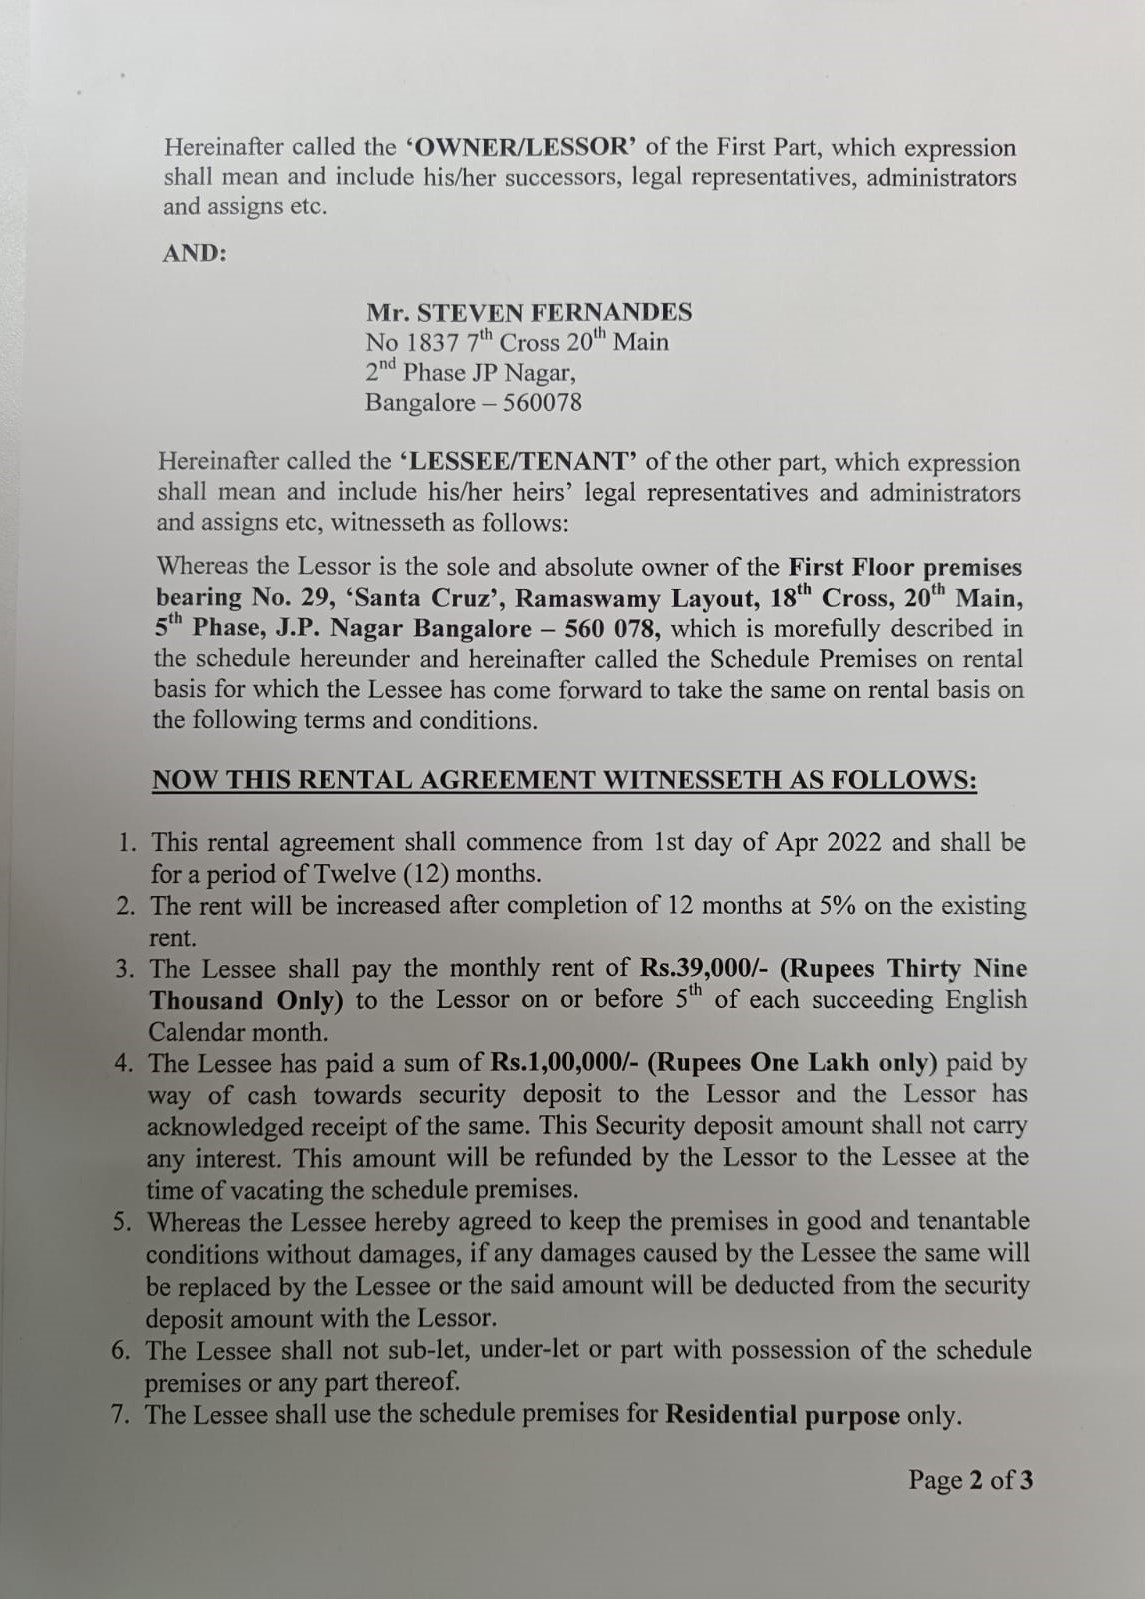 Hereinafter called the ‘OWNER/LESSOR’ of the First Part, which expression
shall mean and include his/her successors, legal representatives, administrators
and assigns etc.
AND:
Mr. STEVEN FERNANDES
No 1837 7th Cross 20th Main
2nd Phase JP Nagar,
Bangalore – 560078
Hereinafter called the ‘LESSEE/TENANT’ of the other part, which expression
shall mean and include his/her heirs’ legal representatives and administrators
and assigns etc, witnesseth as follows:
Whereas the Lessor is the sole and absolute owner of the First Floor premises
bearing No. 29, ‘Santa Cruz’, Ramaswamy Layout, 18th Cross, 20th Main,
5th Phase, J.P. Nagar Bangalore – 560 078, which is morefully described in
the schedule hereunder and hereinafter called the Schedule Premises on rental
basis for which the Lessee has come forward to take the same on rental basis on
the following terms and conditions.
NOW THIS RENTAL AGREEMENT WITNESSETH AS FOLLOWS:
1. This rental agreement shall commence from 1st day of Apr 2022 and shall be
for a period of Twelve (12) months.
2. The rent will be increased after completion of 12 months at 5% on the existing
rent.
3. The Lessee shall pay the monthly rent of Rs.39,000/- (Rupees Thirty Nine
Thousand Only) to the Lessor on or before 5th of each succeeding English
Calendar month.
4. The Lessee has paid a sum of Rs.1,00,000/- (Rupees One Lakh only) paid by
way of cash towards security deposit to the Lessor and the Lessor has
acknowledged receipt of the same. This Security deposit amount shall not carry
any interest. This amount will be refunded by the Lessor to the Lessee at the
time of vacating the schedule premises.
5. Whereas the Lessee hereby agreed to keep the premises in good and tenantable
conditions without damages, if any damages caused by the Lessee the same will
be replaced by the Lessee or the said amount will be deducted from the security
deposit amount with the Lessor.
6. The Lessee shall not sub-let, under-let or part with possession of the schedule
premises or any part thereof.
7. The Lessee shall use the schedule premises for Residential purpose only.
Page 2 of 3